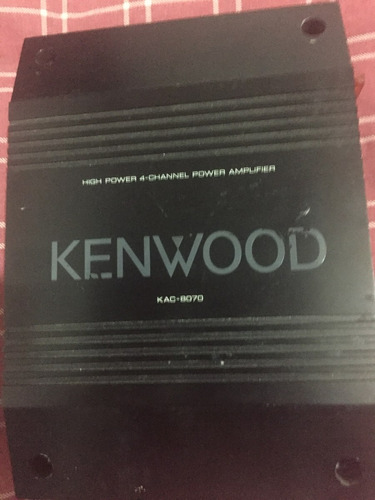 HIGH POWER 4-CHANNEL POWER AMPLIFIER
KENWOOD
KAC-8070